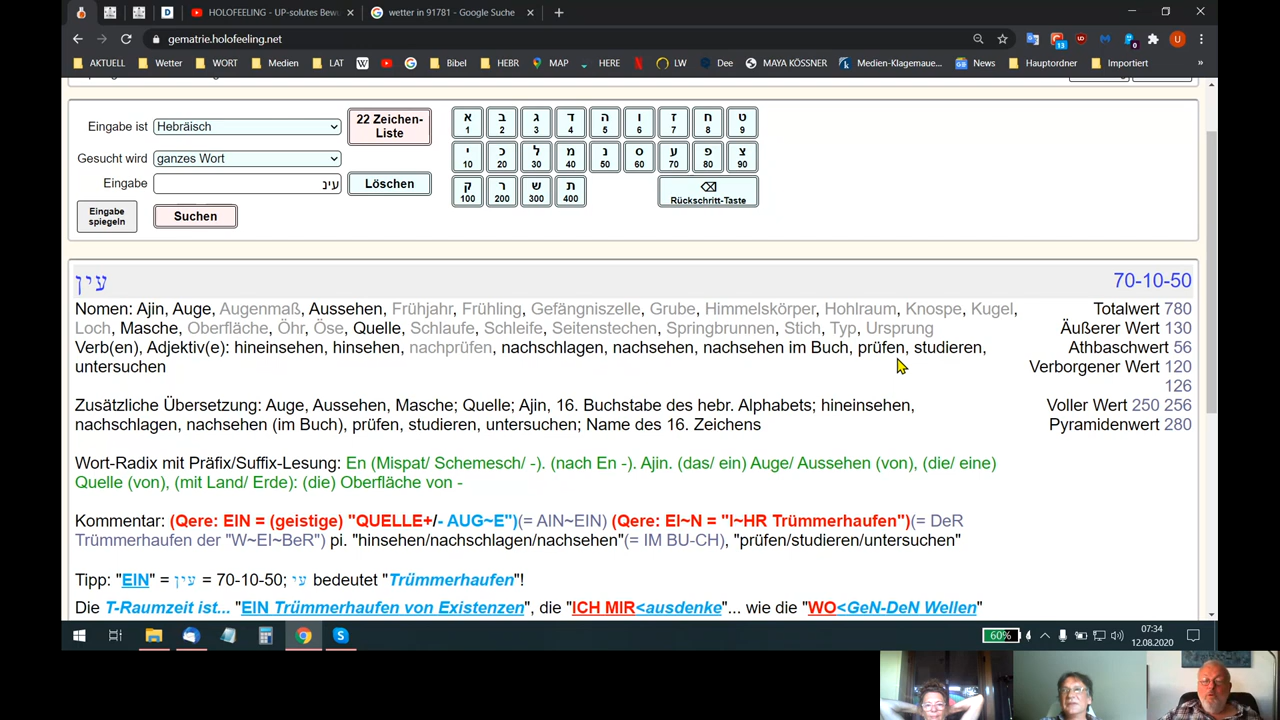 HOLOFEELING - UP-solutes Bew
wetter in 91781 - Google Suche
gematrie.holofeeling.net
AKTUELL Wetter WORT Medien LAT Bibel HEBR MAP HERE LW Dee MAYA KÖSSNER Medien-Klagemaue... News Hauptordner Importiert
Eingabe ist Hebräisch
22 Zeichen-Liste
Gesucht wird ganzes Wort
Eingabe עינ Löschen
Eingabe spiegeln Suchen
א ב ג ד ה ו ז ח ט
1 2 3 4 5 6 7 8 9
י כ ל מ נ ס ע פ צ
10 20 30 40 50 60 70 80 90
ק ר ש ת
100 200 300 400 Rückschritt-Taste
עין 70-10-50
Nomen: Ajin, Auge, Augenmaß, Aussehen, Frühjahr, Frühling, Gefängniszelle, Grube, Himmelskörper, Hohlraum, Knospe, Kugel, Totalwert 780
Loch, Masche, Oberfläche, Öhr, Öse, Quelle, Schlaufe, Schleife, Seitenstechen, Springbrunnen, Stich, Typ, Ursprung Äußerer Wert 130
Verb(en), Adjektiv(e): hineinsehen, hinsehen, nachprüfen, nachschlagen, nachsehen, nachsehen im Buch, prüfen, studieren, Athbaschwert 56
untersuchen Verborgener Wert 120
126
Zusätzliche Übersetzung: Auge, Aussehen, Masche; Quelle; Ajin, 16. Buchstabe des hebr. Alphabets; hineinsehen, Voller Wert 250 256
nachschlagen, nachsehen (im Buch), prüfen, studieren, untersuchen; Name des 16. Zeichens Pyramidenwert 280
Wort-Radix mit Präfix/Suffix-Lesung: En (Mispat/ Schemesch/ -). (nach En -). Ajin. (das/ ein) Auge/ Aussehen (von), (die/ eine)
Quelle (von), (mit Land/ Erde): (die) Oberfläche von -
Kommentar: (Qere: EIN = (geistige) "QUELLE+/- AUG~E")(= AIN~EIN) (Qere: EI~N = "I~HR Trümmerhaufen")(= DeR
Trümmerhaufen der "W~EI~BeR") pi. "hinsehen/nachschlagen/nachsehen"(= IM BU-CH), "prüfen/studieren/untersuchen"
Tipp: "EIN" = עין = 70-10-50; עי bedeutet "Trümmerhaufen"!
Die T-Raumzeit ist... "EIN Trümmerhaufen von Existenzen", die "ICH MIR<ausdenke"... wie die "WO<GeN-DeN Wellen"
60% 07:34
12.08.2020